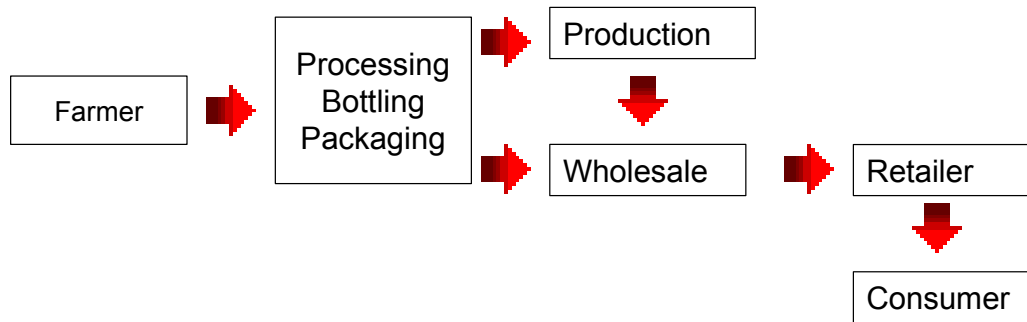 Farmer
Processing
Bottling
Packaging
Production
Wholesale
Retailer
Consumer